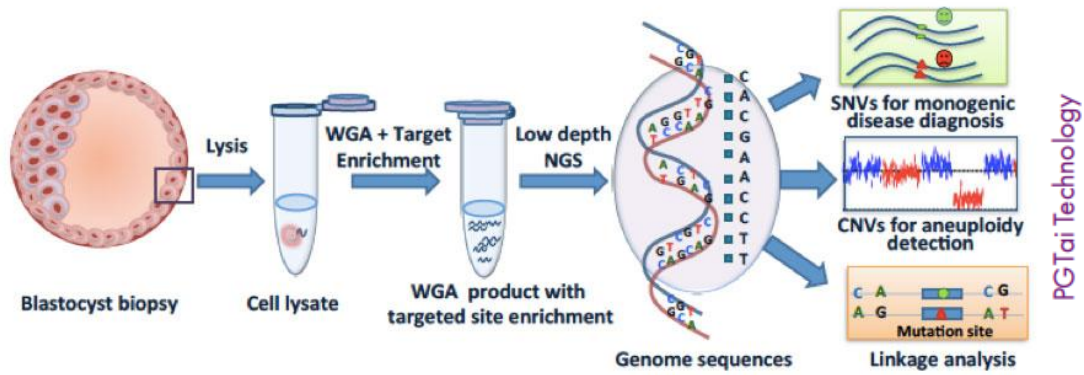 Blastocyst biopsy
Lysis
Cell lysate
WGA + Target
Enrichment
WGA product with
targeted site enrichment
Low depth
NGS
Genome sequences
C
A
C
G
A
A
C
C
T
T
SNVs for monogenic
disease diagnosis
CNVs for aneuploidy
detection
C A C G
A G A T
Mutation site
Linkage analysis
PGTai Technology